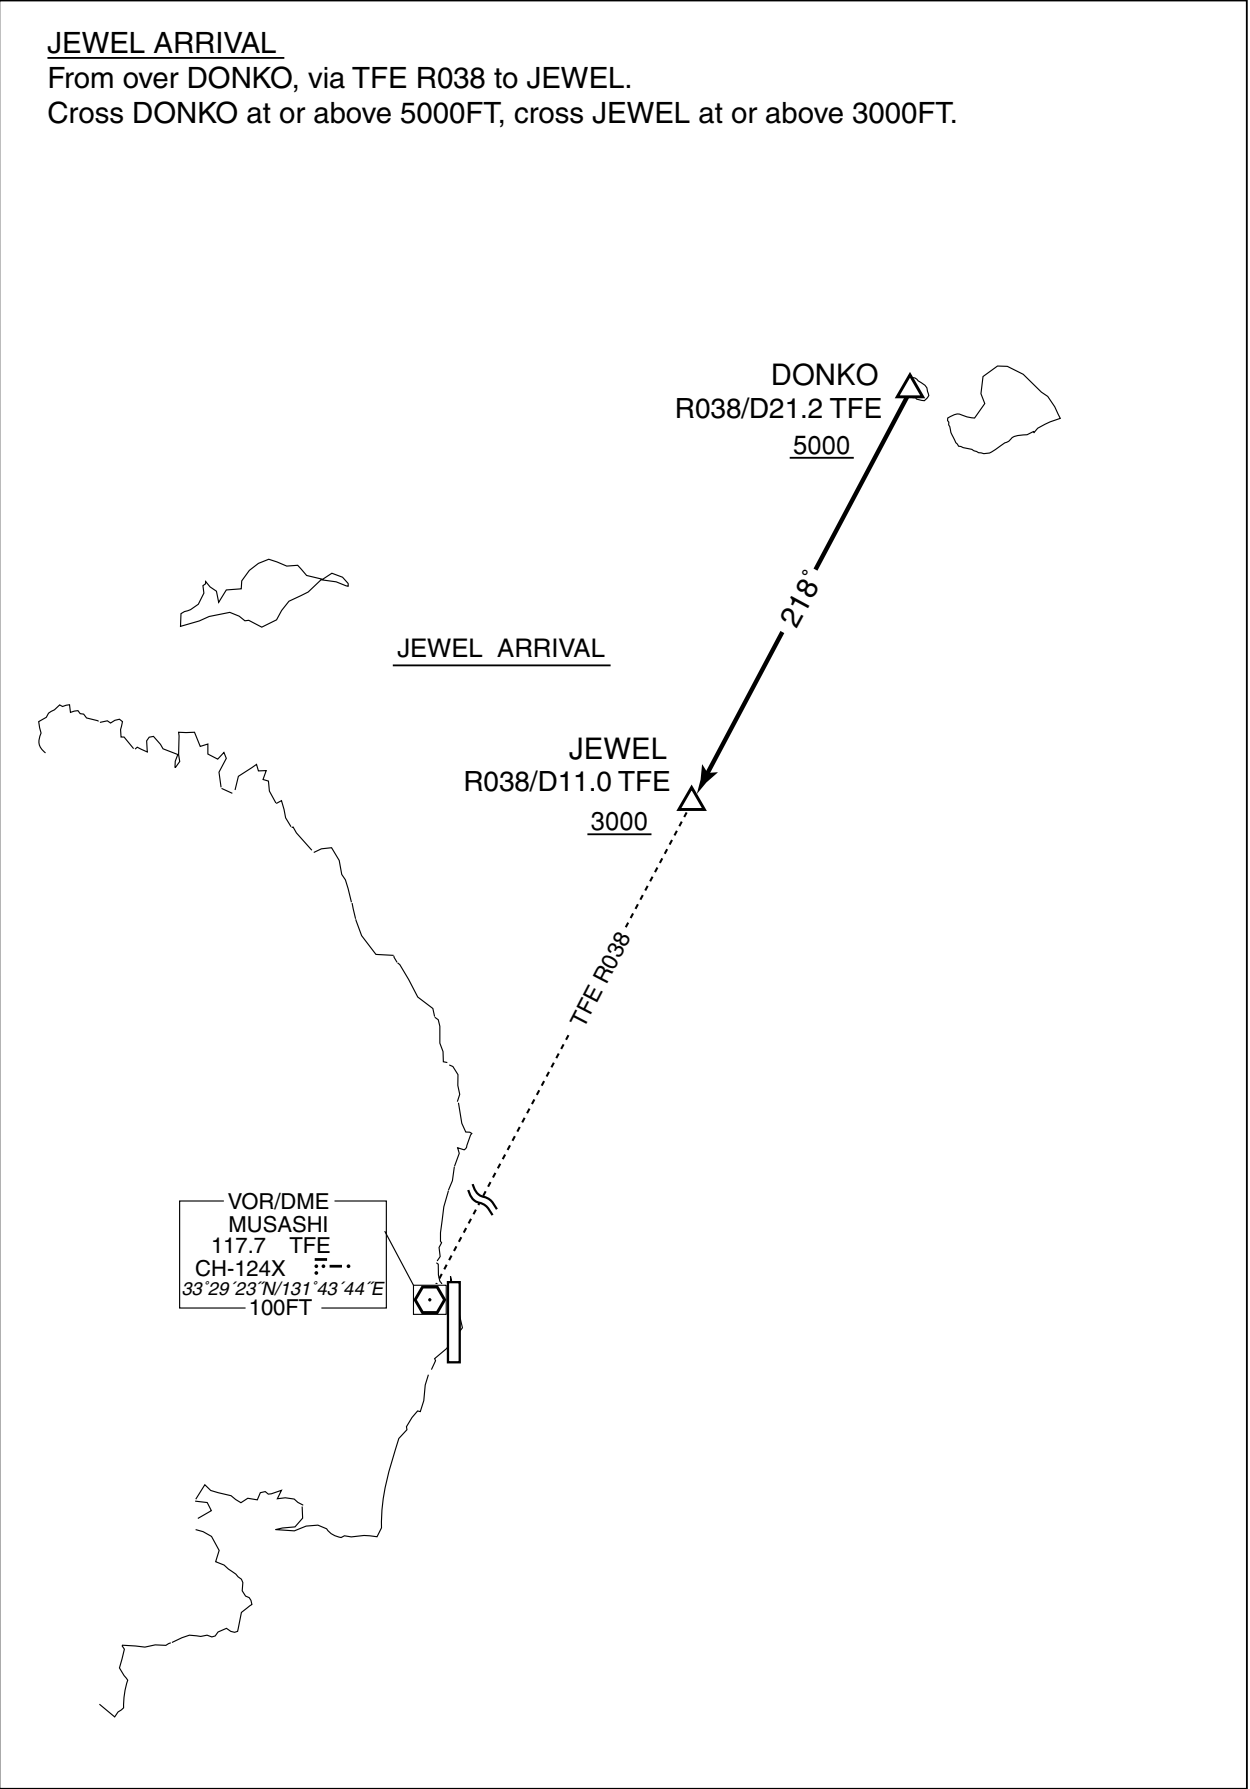 JEWEL ARRIVAL
From over DONKO, via TFE R038 to JEWEL.
Cross DONKO at or above 5000FT, cross JEWEL at or above 3000FT.
DONKO
R038/D21.2 TFE
5000
218°
JEWEL ARRIVAL
JEWEL
R038/D11.0 TFE
3000
TFE R038
VOR/DME
MUSASHI
117.7 TFE
CH-124X
33°29´23˝N/131°43´44˝E
100FT